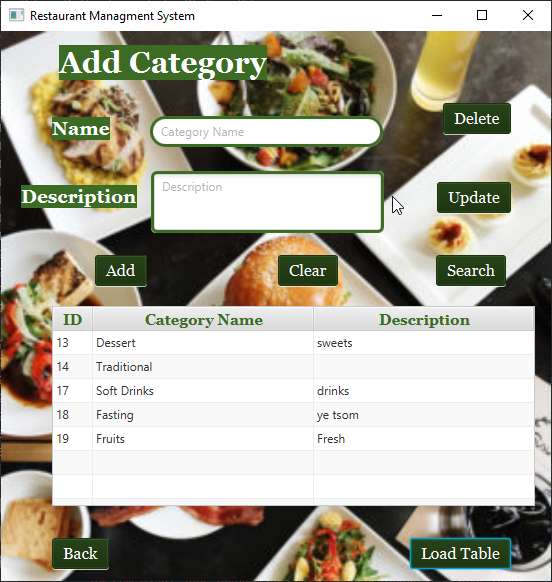 Restaurant Managment System
Add Category
Name
Category Name
Delete
Description
Description
Update
Add
Clear
Search
ID Category Name Description
13 Dessert sweets
14 Traditional
17 Soft Drinks drinks
18 Fasting ye tsom
19 Fruits Fresh
Back
Load Table